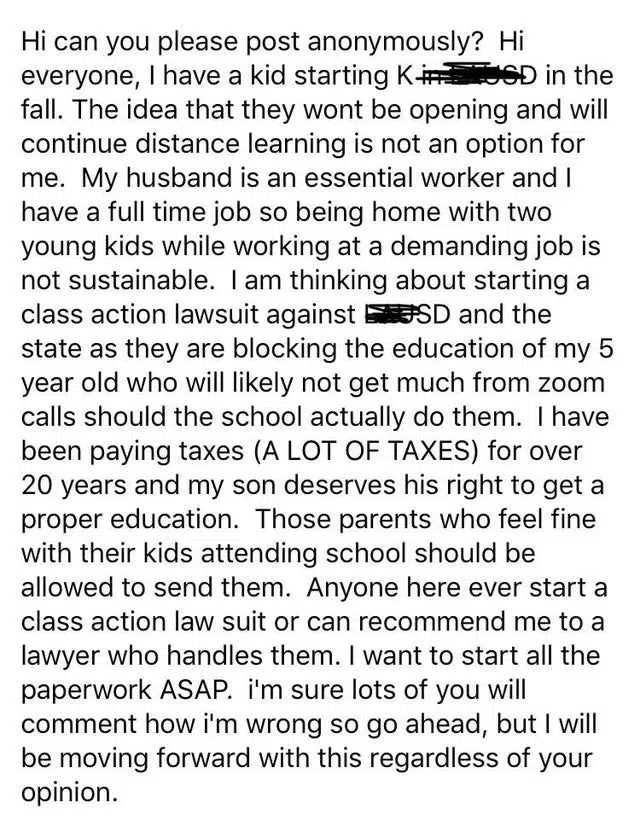 Hi can you please post anonymously?  Hi
everyone, I have a kid starting K in SD in the
fall. The idea that they wont be opening and will
continue distance learning is not an option for
me.  My husband is an essential worker and I
have a full time job so being home with two
young kids while working at a demanding job is
not sustainable.  I am thinking about starting a
class action lawsuit against SD and the
state as they are blocking the education of my 5
year old who will likely not get much from zoom
calls should the school actually do them.  I have
been paying taxes (A LOT OF TAXES) for over
20 years and my son deserves his right to get a
proper education.  Those parents who feel fine
with their kids attending school should be
allowed to send them.  Anyone here ever start a
class action law suit or can recommend me to a
lawyer who handles them. I want to start all the
paperwork ASAP.  i'm sure lots of you will
comment how i'm wrong so go ahead, but I will
be moving forward with this regardless of your
opinion.